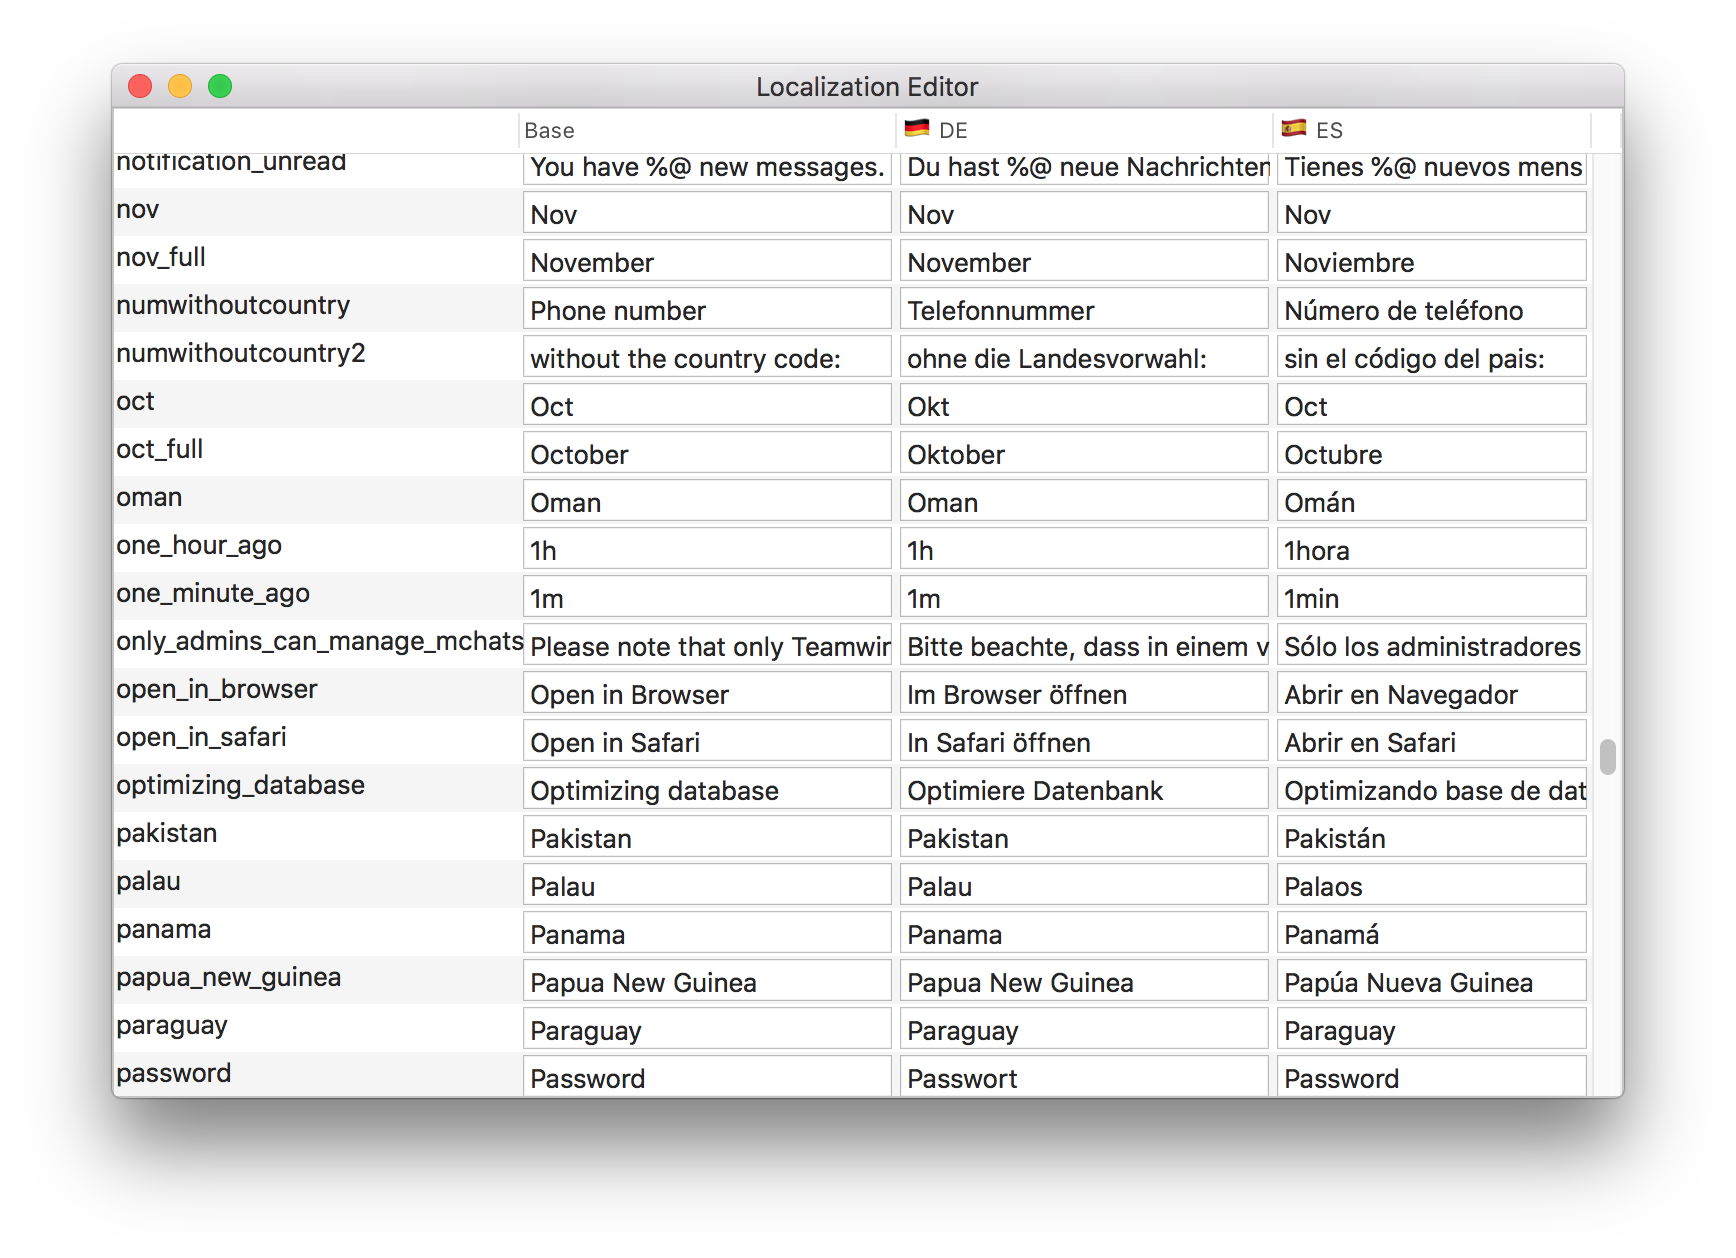 Localization Editor
Base DE ES
notification_unread You have %@ new messages. Du hast %@ neue Nachrichten Tienes %@ nuevos mens
nov Nov Nov Nov
nov_full November November Noviembre
numwithoutcountry Phone number Telefonnummer Número de teléfono
numwithoutcountry2 without the country code: ohne die Landesvorwahl: sin el código del pais:
oct Oct Okt Oct
oct_full October Oktober Octubre
oman Oman Oman Omán
one_hour_ago 1h 1h 1hora
one_minute_ago 1m 1m 1min
only_admins_can_manage_mchats Please note that only Teamwir Bitte beachte, dass in einem v Sólo los administradores
open_in_browser Open in Browser Im Browser öffnen Abrir en Navegador
open_in_safari Open in Safari In Safari öffnen Abrir en Safari
optimizing_database Optimizing database Optimiere Datenbank Optimizando base de dat
pakistan Pakistan Pakistan Pakistán
palau Palau Palau Palaos
panama Panama Panama Panamá
papua_new_guinea Papua New Guinea Papua New Guinea Papúa Nueva Guinea
paraguay Paraguay Paraguay Paraguay
password Password Passwort Password